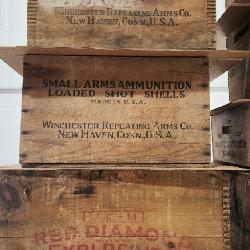 WINCHESTER REPEATING ARMS CO.
NEW HAVEN, CONN., U.S.A.
SMALL ARMS AMMUNITION
LOADED SHOT SHELLS
MADE IN U.S.A.
WINCHESTER REPEATING ARMS CO.
NEW HAVEN, CONN., U.S.A.
RED DIAMOND
EXPLOSIVES